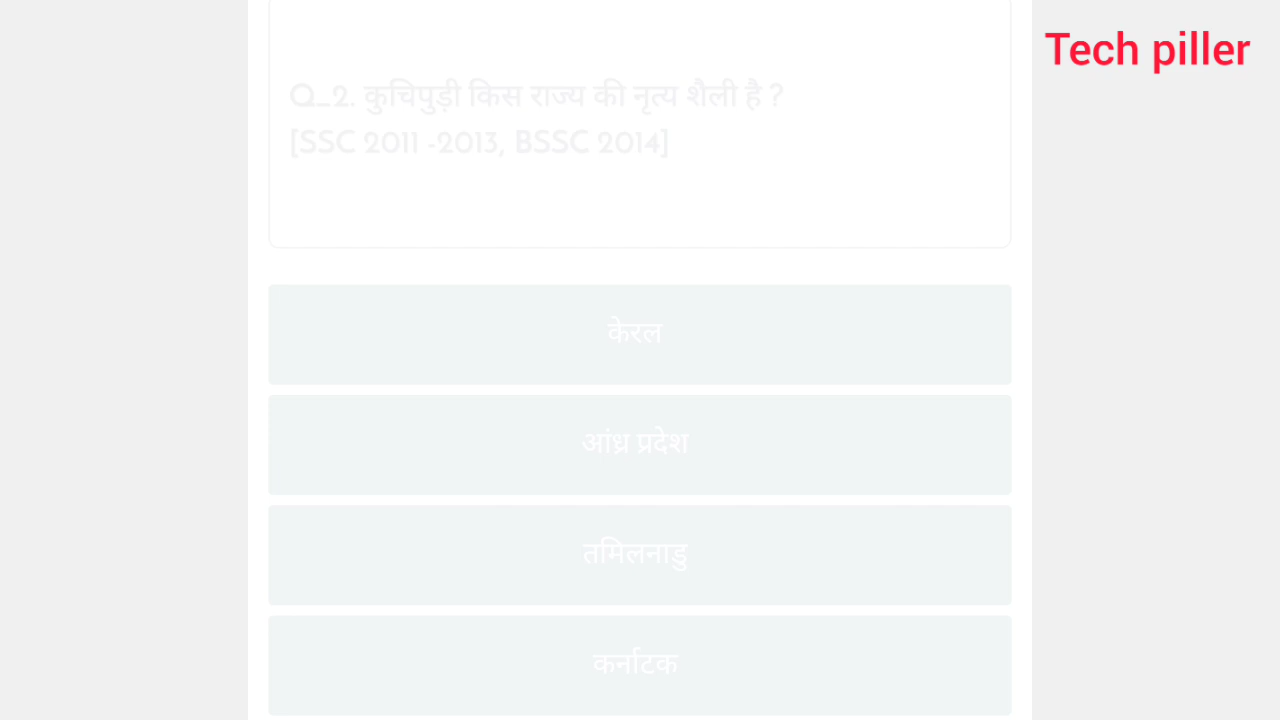 Tech piller
Q_2. कुचिपुड़ी किस राज्य की नृत्य शैली है ?
[SSC 2011 -2013, BSSC 2014]
केरल
आंध्र प्रदेश
तमिलनाडु
कर्नाटक